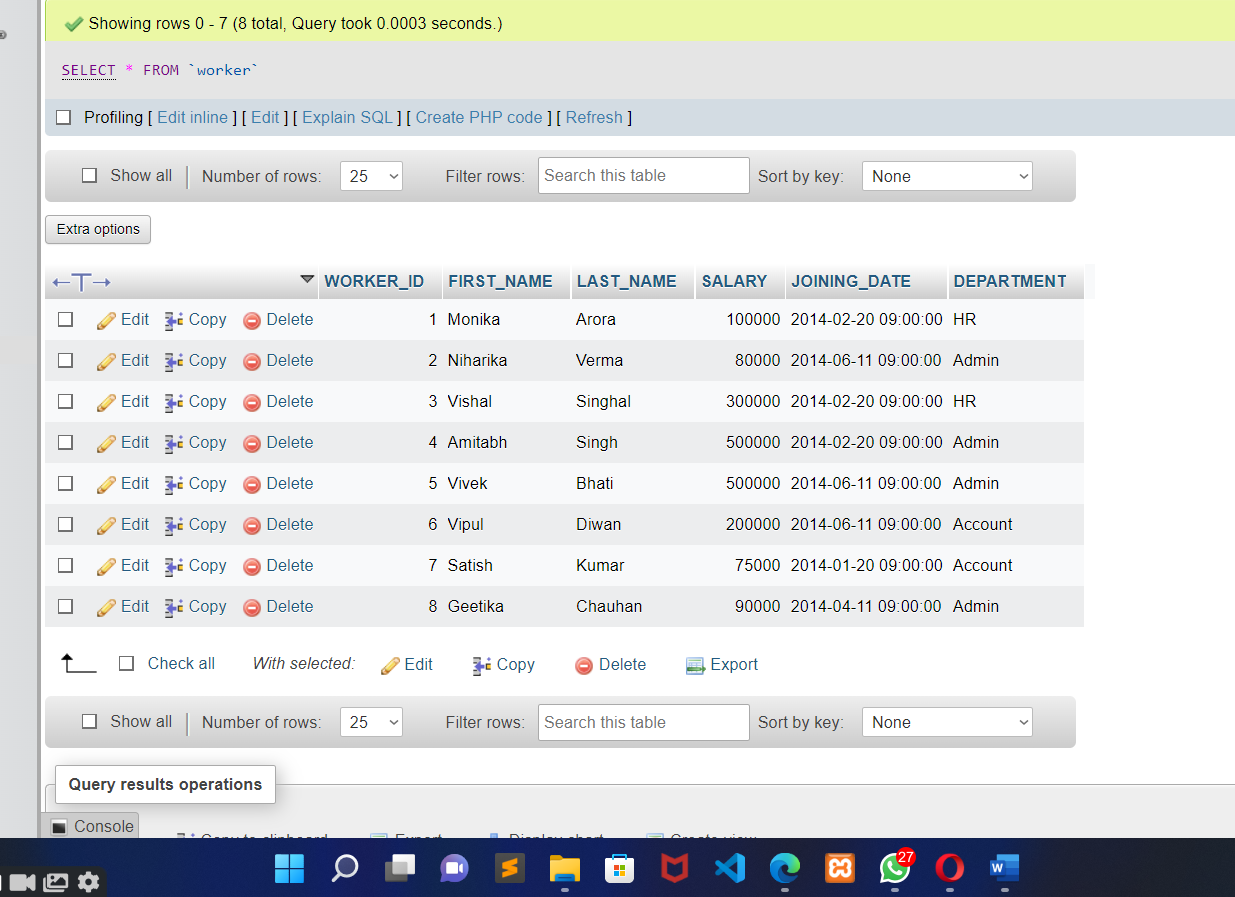 Showing rows 0 - 7 (8 total, Query took 0.0003 seconds.)
SELECT * FROM `worker`
Profiling [ Edit inline ] [ Edit ] [ Explain SQL ] [ Create PHP code ] [ Refresh ]
Show all Number of rows: 25 Filter rows: Search this table Sort by key: None
Extra options
←T→ WORKER_ID FIRST_NAME LAST_NAME SALARY JOINING_DATE DEPARTMENT
Edit Copy Delete 1 Monika Arora 100000 2014-02-20 09:00:00 HR
Edit Copy Delete 2 Niharika Verma 80000 2014-06-11 09:00:00 Admin
Edit Copy Delete 3 Vishal Singhal 300000 2014-02-20 09:00:00 HR
Edit Copy Delete 4 Amitabh Singh 500000 2014-02-20 09:00:00 Admin
Edit Copy Delete 5 Vivek Bhati 500000 2014-06-11 09:00:00 Admin
Edit Copy Delete 6 Vipul Diwan 200000 2014-06-11 09:00:00 Account
Edit Copy Delete 7 Satish Kumar 75000 2014-01-20 09:00:00 Account
Edit Copy Delete 8 Geetika Chauhan 90000 2014-04-11 09:00:00 Admin
Check all With selected: Edit Copy Delete Export
Show all Number of rows: 25 Filter rows: Search this table Sort by key: None
Query results operations
Console Copy to clipboard Export Display chart Create view
27